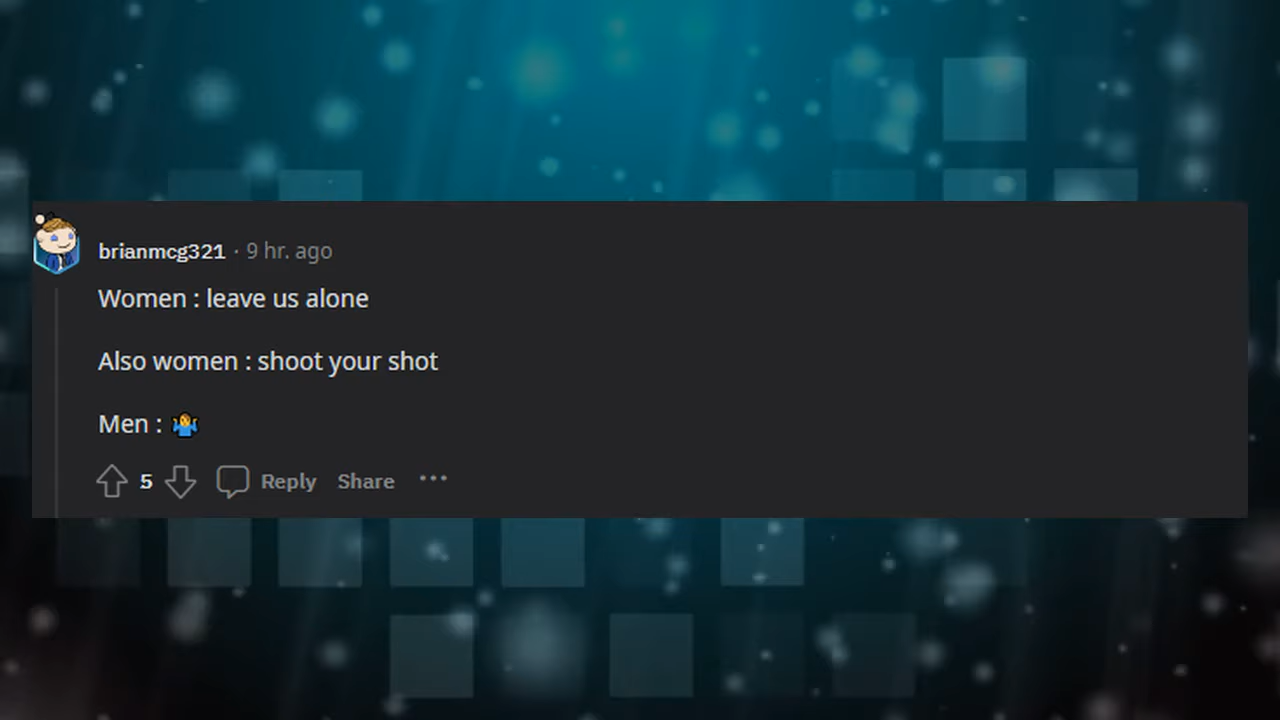 brianmcg321 · 9 hr. ago
Women : leave us alone
Also women : shoot your shot
Men : 🤷‍♀️
5 Reply Share ···